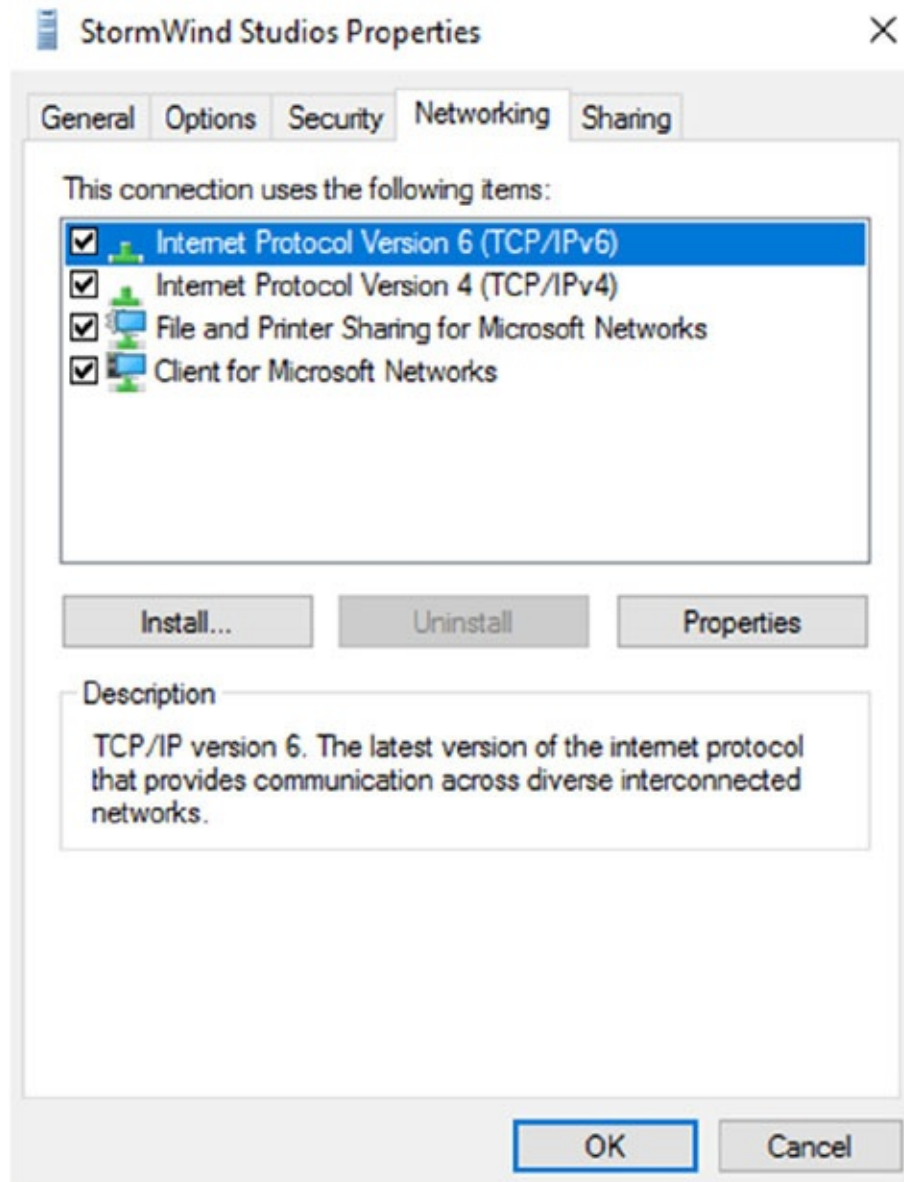 StormWind Studios Properties
General Options Security Networking Sharing
This connection uses the following items:
Internet Protocol Version 6 (TCP/IPv6)
Internet Protocol Version 4 (TCP/IPv4)
File and Printer Sharing for Microsoft Networks
Client for Microsoft Networks
Install... Uninstall Properties
Description
TCP/IP version 6. The latest version of the internet protocol
that provides communication across diverse interconnected
networks.
OK Cancel